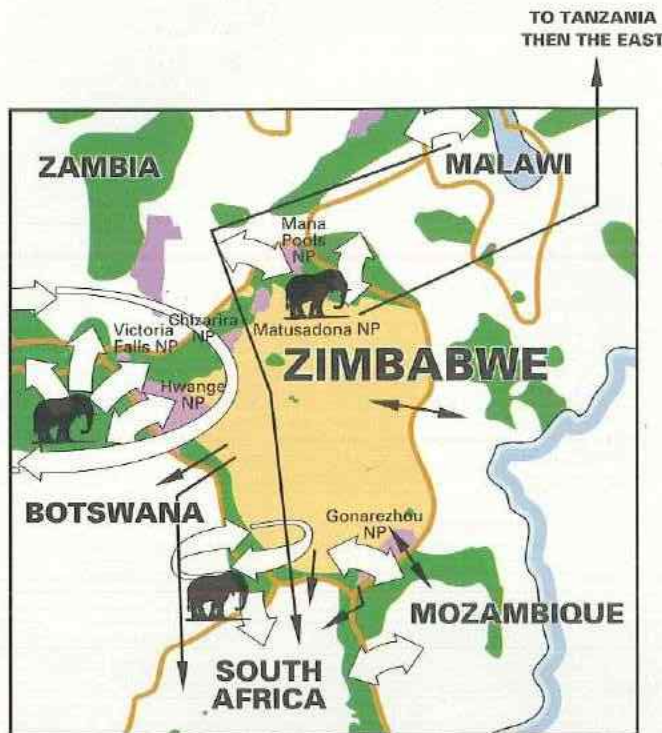 TO TANZANIA
THEN THE EAST
ZAMBIA
MALAWI
Mana
Pools
NP
Chizarira
NP
Matusadona NP
Victoria
Falls NP
ZIMBABWE
Hwange
NP
BOTSWANA
Gonarezhou
NP
MOZAMBIQUE
SOUTH
AFRICA